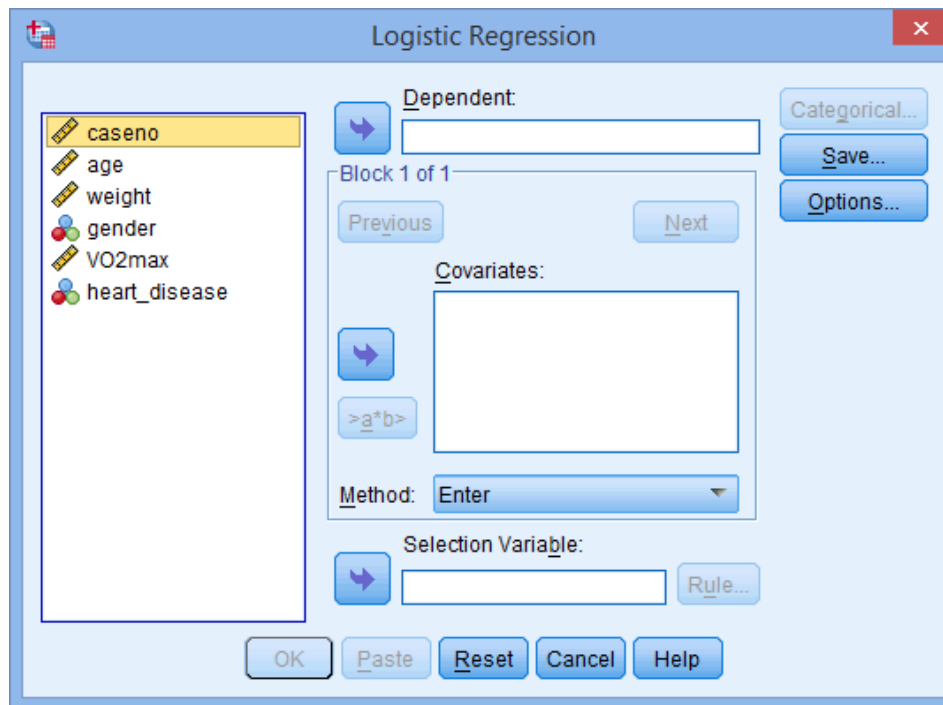 Logistic Regression
caseno
age
weight
gender
VO2max
heart_disease
Dependent:
Block 1 of 1
Previous
Next
Covariates:
>a*b>
Method:
Enter
Selection Variable:
Rule...
Categorical...
Save...
Options...
OK
Paste
Reset
Cancel
Help